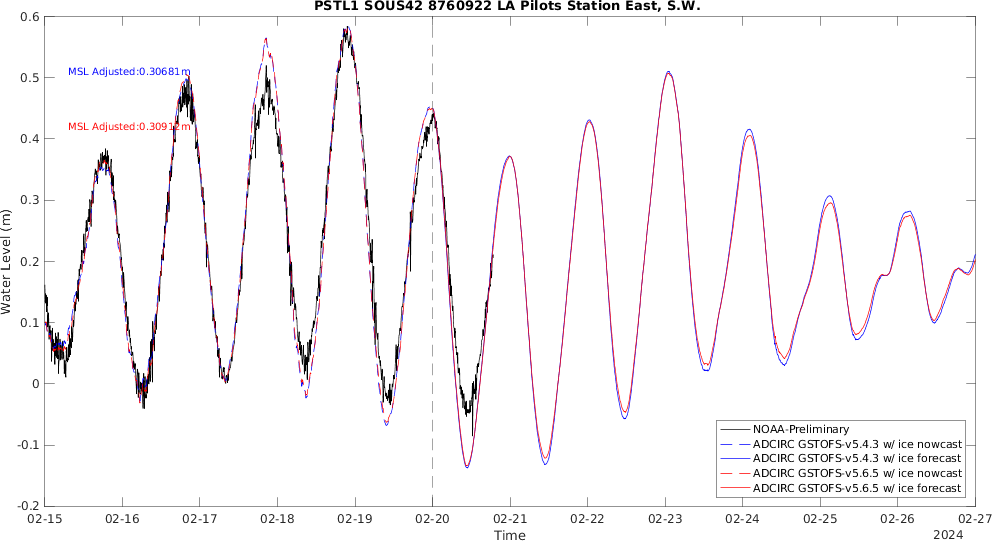 PSTL1 SOUS42 8760922 LA Pilots Station East, S.W.
0.6
0.5
0.4
0.3
0.2
0.1
0
-0.1
-0.2
Water Level (m)
MSL Adjusted:0.30681m
MSL Adjusted:0.30912m
NOAA-Preliminary
ADCIRC GSTOFS-v5.4.3 w/ ice nowcast
ADCIRC GSTOFS-v5.4.3 w/ ice forecast
ADCIRC GSTOFS-v5.6.5 w/ ice nowcast
ADCIRC GSTOFS-v5.6.5 w/ ice forecast
02-15 02-16 02-17 02-18 02-19 02-20 02-21 02-22 02-23 02-24 02-25 02-26 02-27
Time
2024